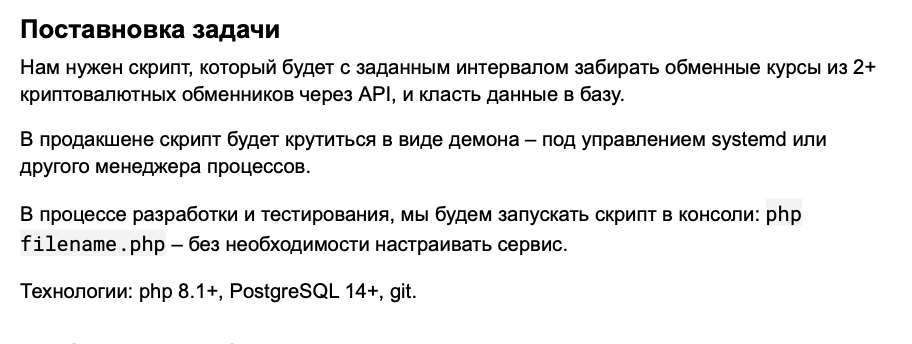 Поставновка задачи
Нам нужен скрипт, который будет с заданным интервалом забирать обменные курсы из 2+
криптовалютных обменников через API, и класть данные в базу.
В продакшене скрипт будет крутиться в виде демона – под управлением systemd или
другого менеджера процессов.
В процессе разработки и тестирования, мы будем запускать скрипт в консоли: php
filename.php – без необходимости настраивать сервис.
Технологии: php 8.1+, PostgreSQL 14+, git.